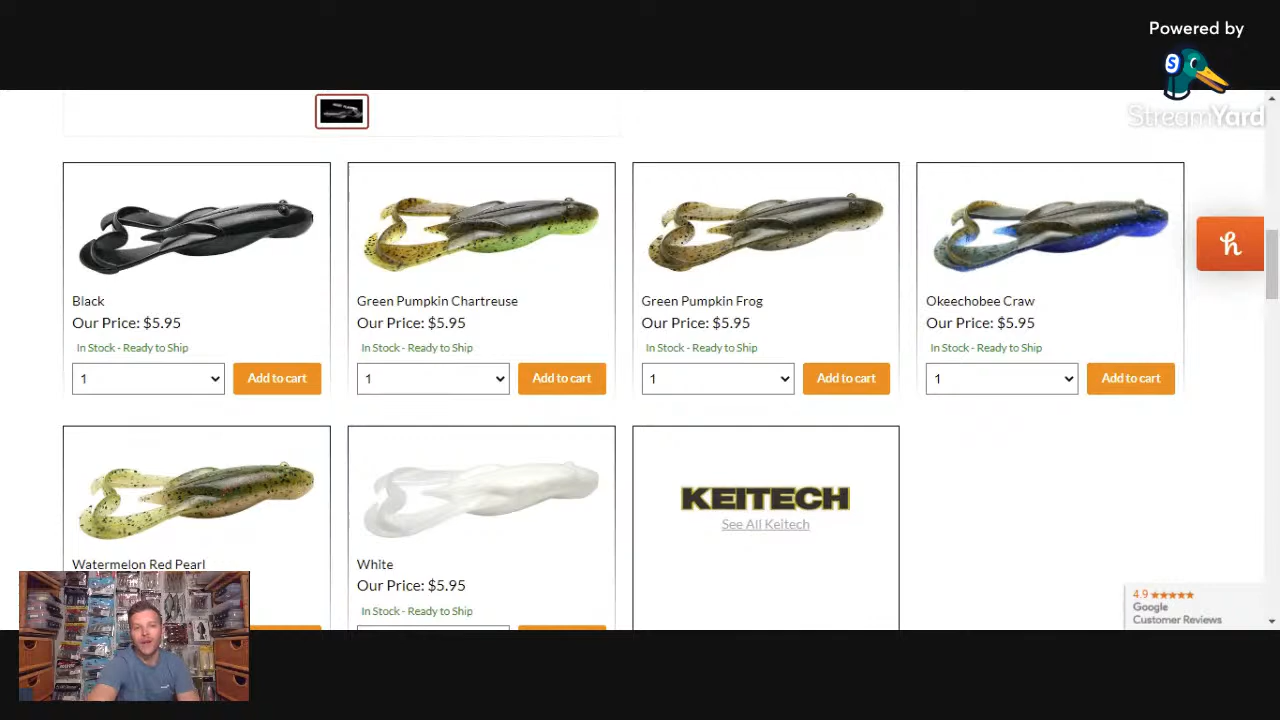 Powered by
StreamYard
Black
Our Price: $5.95
In Stock - Ready to Ship
1
Add to cart
Green Pumpkin Chartreuse
Our Price: $5.95
In Stock - Ready to Ship
1
Add to cart
Green Pumpkin Frog
Our Price: $5.95
In Stock - Ready to Ship
1
Add to cart
Okeechobee Craw
Our Price: $5.95
In Stock - Ready to Ship
1
Add to cart
Watermelon Red Pearl
White
Our Price: $5.95
In Stock - Ready to Ship
KEITECH
See All Keitech
4.9 ★★★★★
Google
Customer Reviews